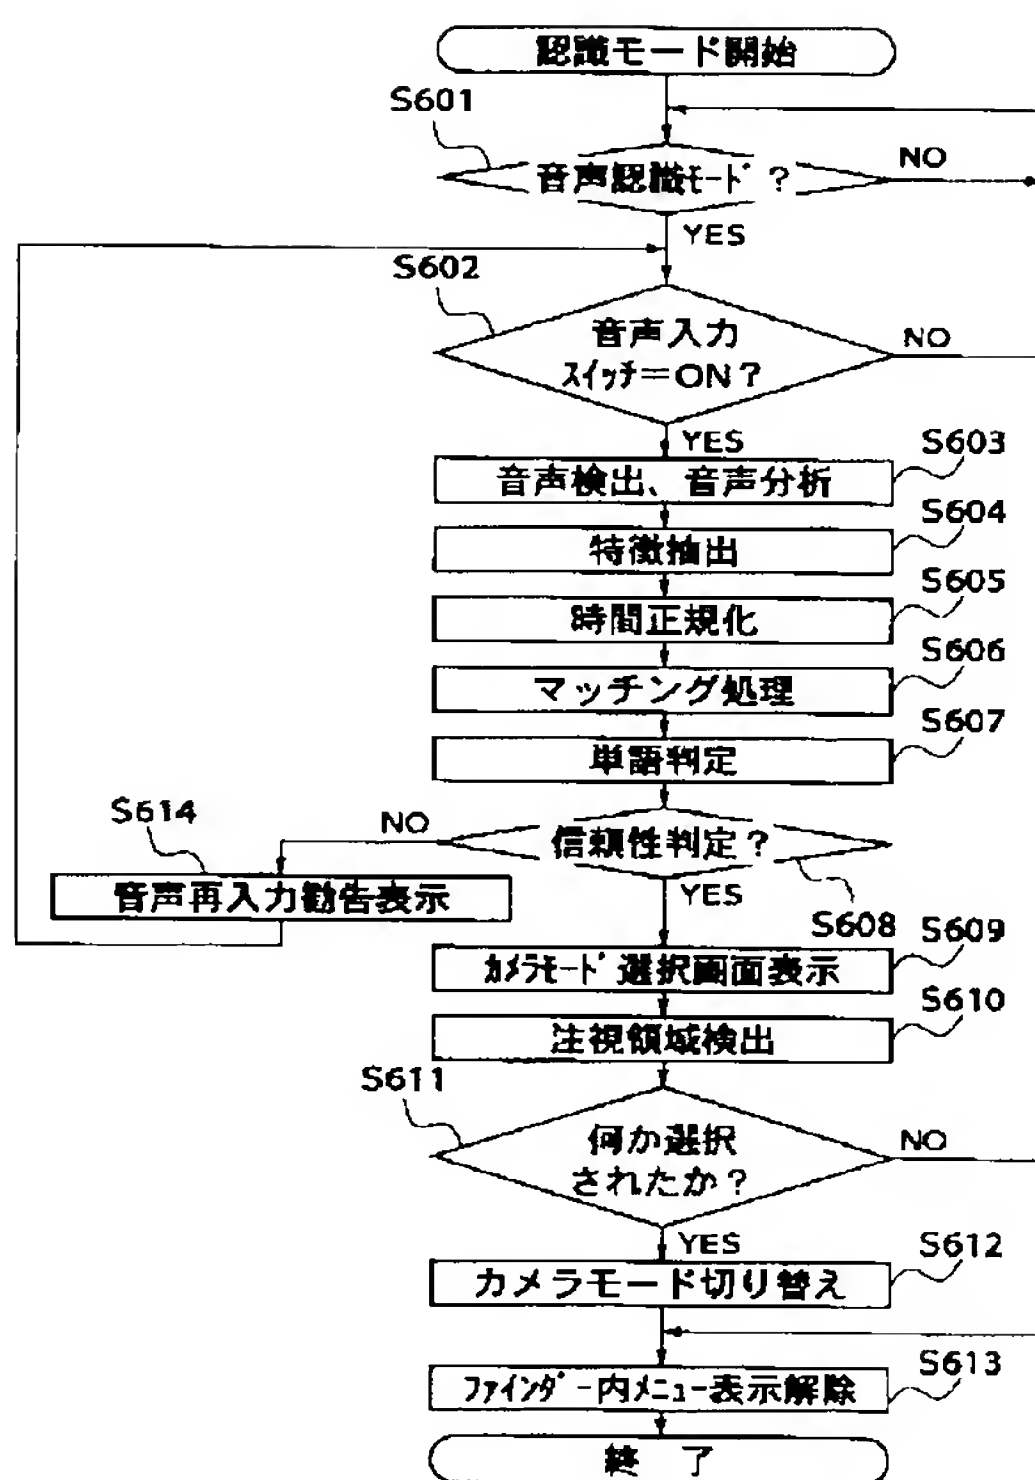 認識モード開始
S601
音声認識ﾓｰﾄﾞ?
NO
YES
S602
音声入力
ｽｲｯﾁ=ON?
NO
YES
S603
音声検出、音声分析
S604
特徴抽出
S605
時間正規化
S606
マッチング処理
S607
単語判定
S614
NO
信頼性判定?
音声再入力勧告表示
YES
S608
S609
ｶﾒﾗﾓｰﾄﾞ選択画面表示
S610
注視領域検出
S611
何か選択
されたか?
NO
YES
S612
カメラモード切り替え
S613
ﾌｧｲﾝﾀﾞｰ内ﾒﾆｭｰ表示解除
終 了